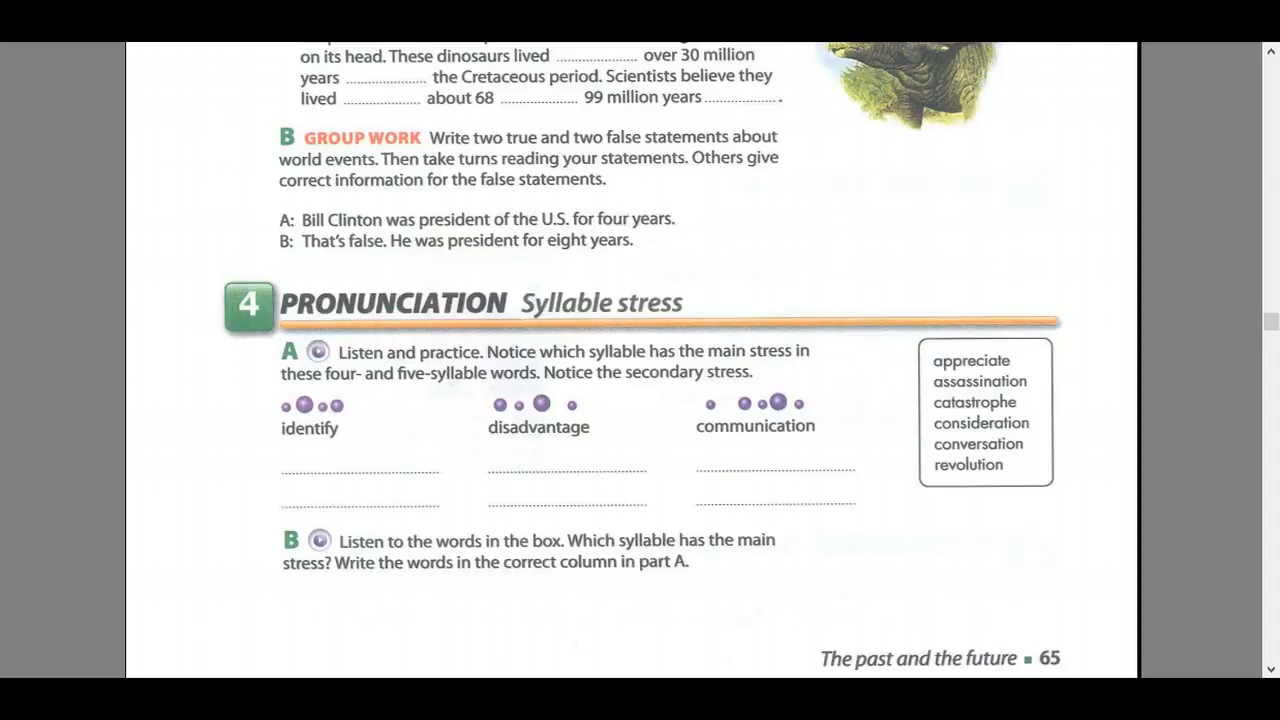 on its head. These dinosaurs lived .................... over 30 million
years .................... the Cretaceous period. Scientists believe they
lived .................... about 68 .................... 99 million years .................... .
B GROUP WORK Write two true and two false statements about
world events. Then take turns reading your statements. Others give
correct information for the false statements.
A: Bill Clinton was president of the U.S. for four years.
B: That's false. He was president for eight years.
4 PRONUNCIATION Syllable stress
A Listen and practice. Notice which syllable has the main stress in
these four- and five-syllable words. Notice the secondary stress.
identify
disadvantage
communication
appreciate
assassination
catastrophe
consideration
conversation
revolution
B Listen to the words in the box. Which syllable has the main
stress? Write the words in the correct column in part A.
The past and the future ▪ 65